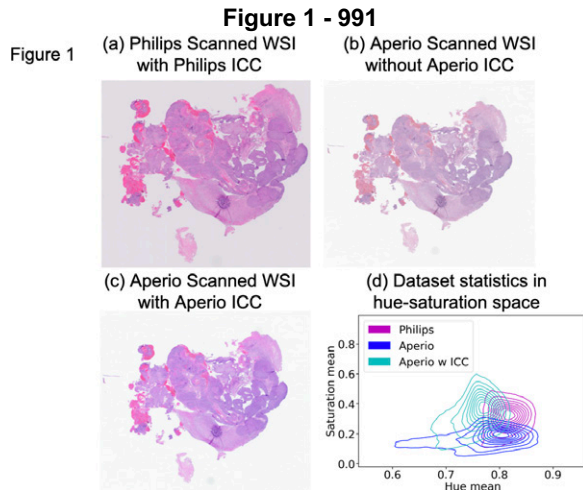 Figure 1 - 991
Figure 1
(a) Philips Scanned WSI
with Philips ICC
(b) Aperio Scanned WSI
without Aperio ICC
(c) Aperio Scanned WSI
with Aperio ICC
(d) Dataset statistics in
hue-saturation space
Philips
Aperio
Aperio w ICC
Saturation mean
0.8
0.6
0.4
0.2
0.0
0.6
0.7
0.8
0.9
Hue mean